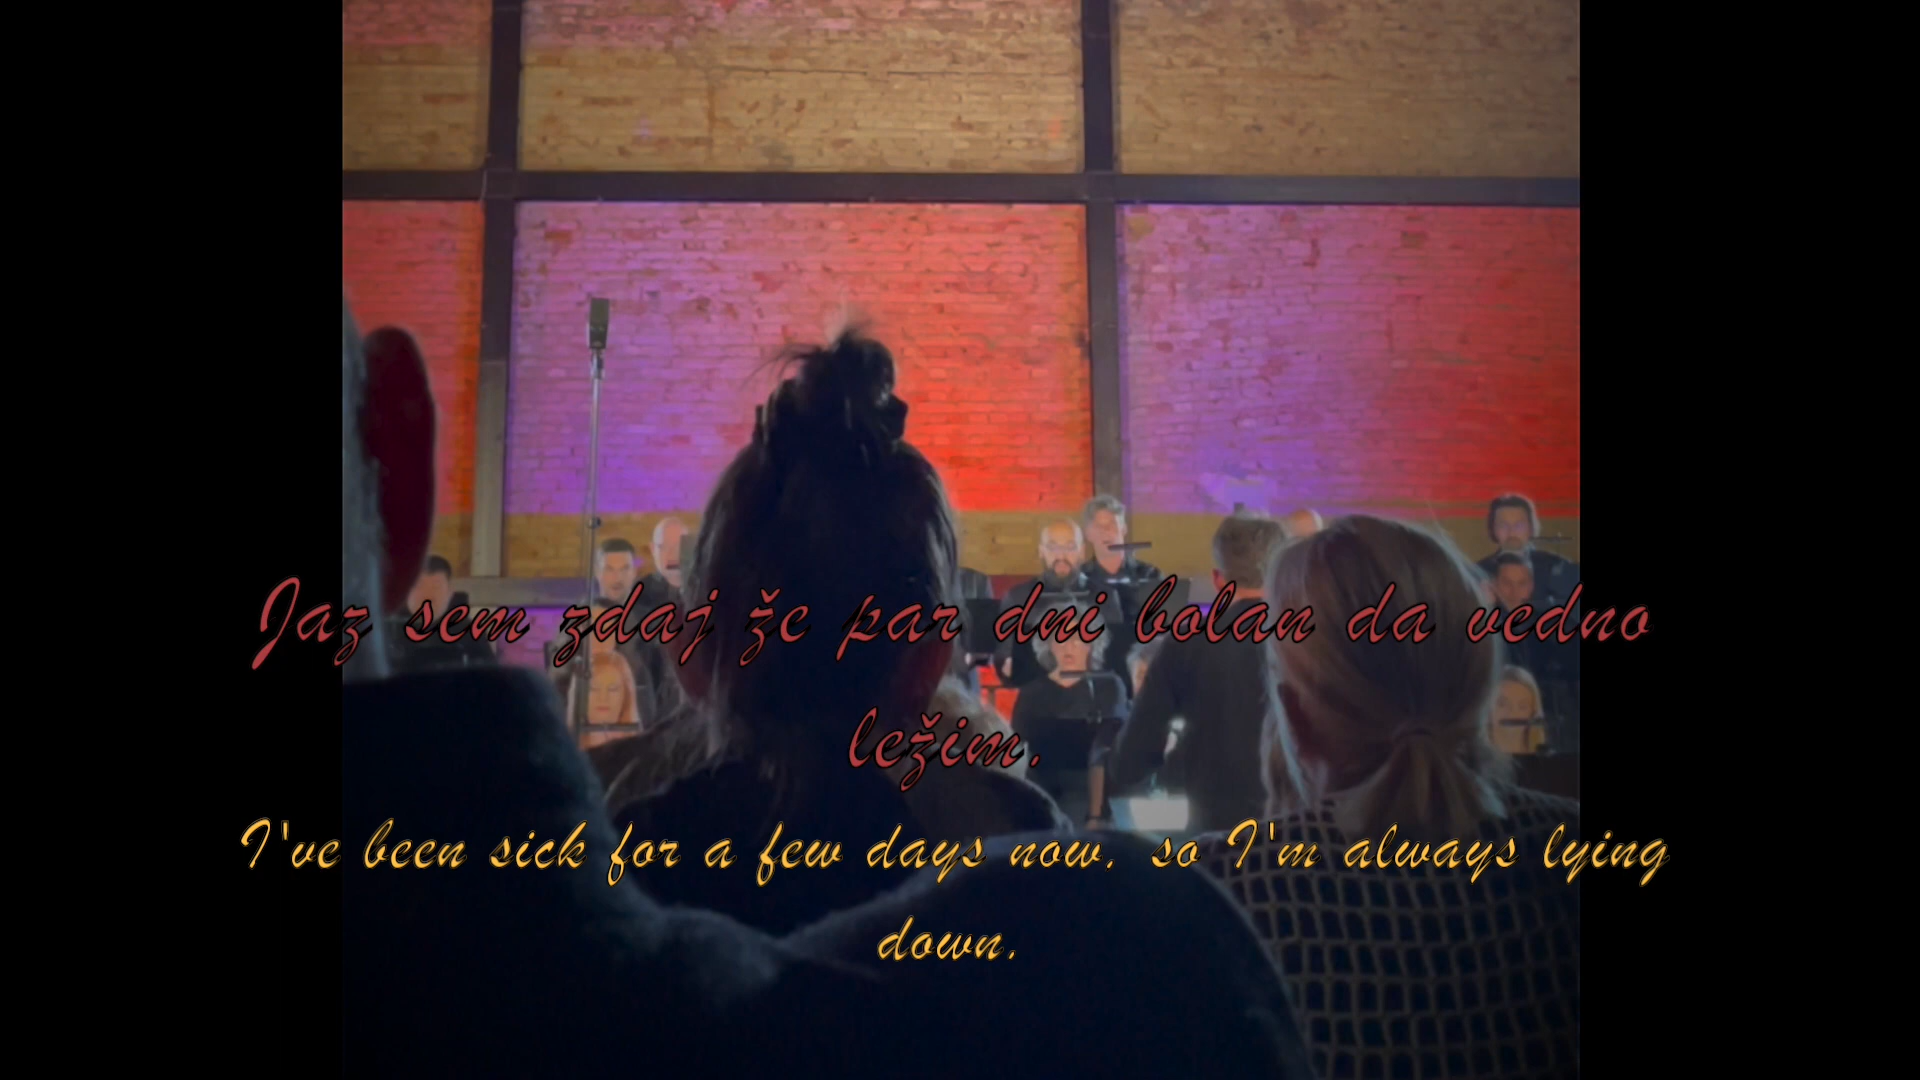 Jaz sem zdaj že par dni bolan da vedno
ležim.
I've been sick for a few days now, so I'm always lying
down.